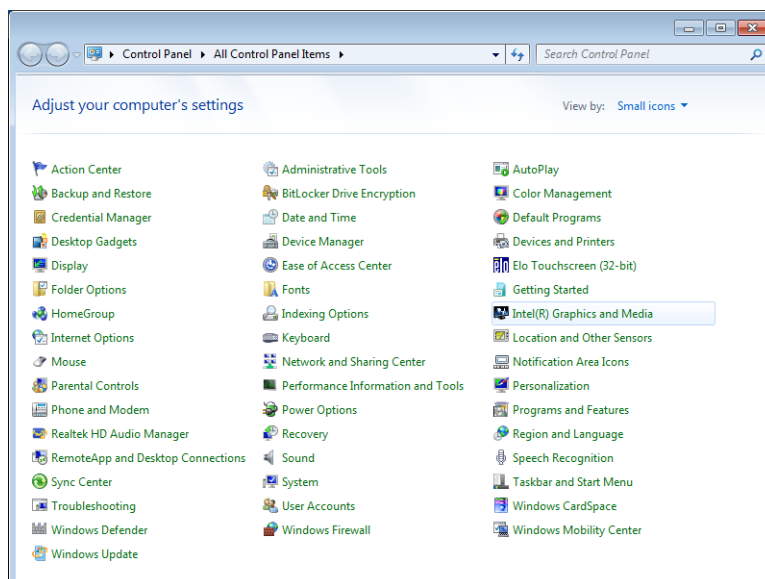 Control Panel ▸ All Control Panel Items ▸
Search Control Panel
Adjust your computer's settings
View by: Small icons
Action Center
Administrative Tools
AutoPlay
Backup and Restore
BitLocker Drive Encryption
Color Management
Credential Manager
Date and Time
Default Programs
Desktop Gadgets
Device Manager
Devices and Printers
Display
Ease of Access Center
Elo Touchscreen (32-bit)
Folder Options
Fonts
Getting Started
HomeGroup
Indexing Options
Intel(R) Graphics and Media
Internet Options
Keyboard
Location and Other Sensors
Mouse
Network and Sharing Center
Notification Area Icons
Parental Controls
Performance Information and Tools
Personalization
Phone and Modem
Power Options
Programs and Features
Realtek HD Audio Manager
Recovery
Region and Language
RemoteApp and Desktop Connections
Sound
Speech Recognition
Sync Center
System
Taskbar and Start Menu
Troubleshooting
User Accounts
Windows CardSpace
Windows Defender
Windows Firewall
Windows Mobility Center
Windows Update